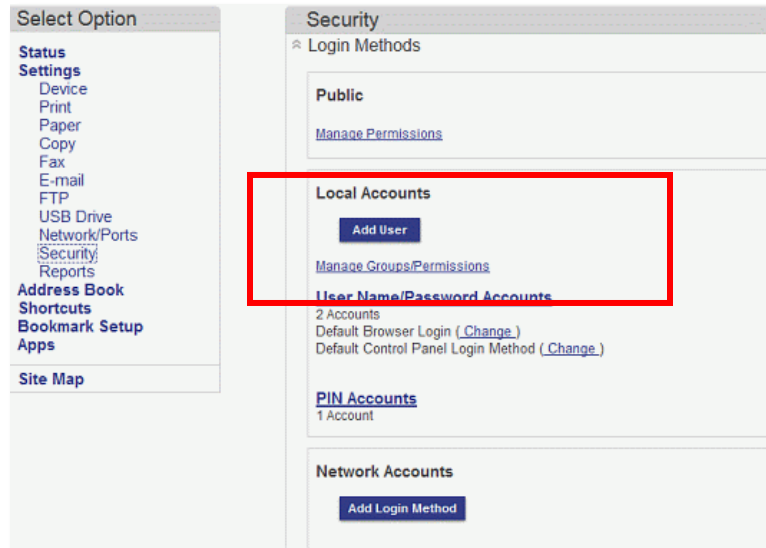 Select Option
Status
Settings
Device
Print
Paper
Copy
Fax
E-mail
FTP
USB Drive
Network/Ports
Security
Reports
Address Book
Shortcuts
Bookmark Setup
Apps
Site Map
Security
Login Methods
Public
Manage Permissions
Local Accounts
Add User
Manage Groups/Permissions
User Name/Password Accounts
2 Accounts
Default Browser Login ( Change )
Default Control Panel Login Method ( Change )
PIN Accounts
1 Account
Network Accounts
Add Login Method